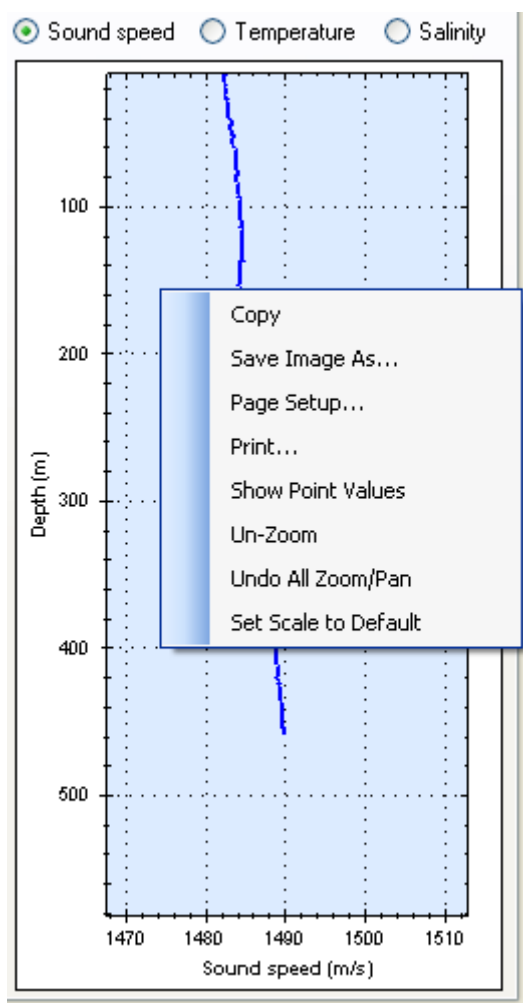 Sound speed Temperature Salinity
100
200
300
400
500
Depth (m)
Copy
Save Image As...
Page Setup...
Print...
Show Point Values
Un-Zoom
Undo All Zoom/Pan
Set Scale to Default
1470 1480 1490 1500 1510
Sound speed (m/s)